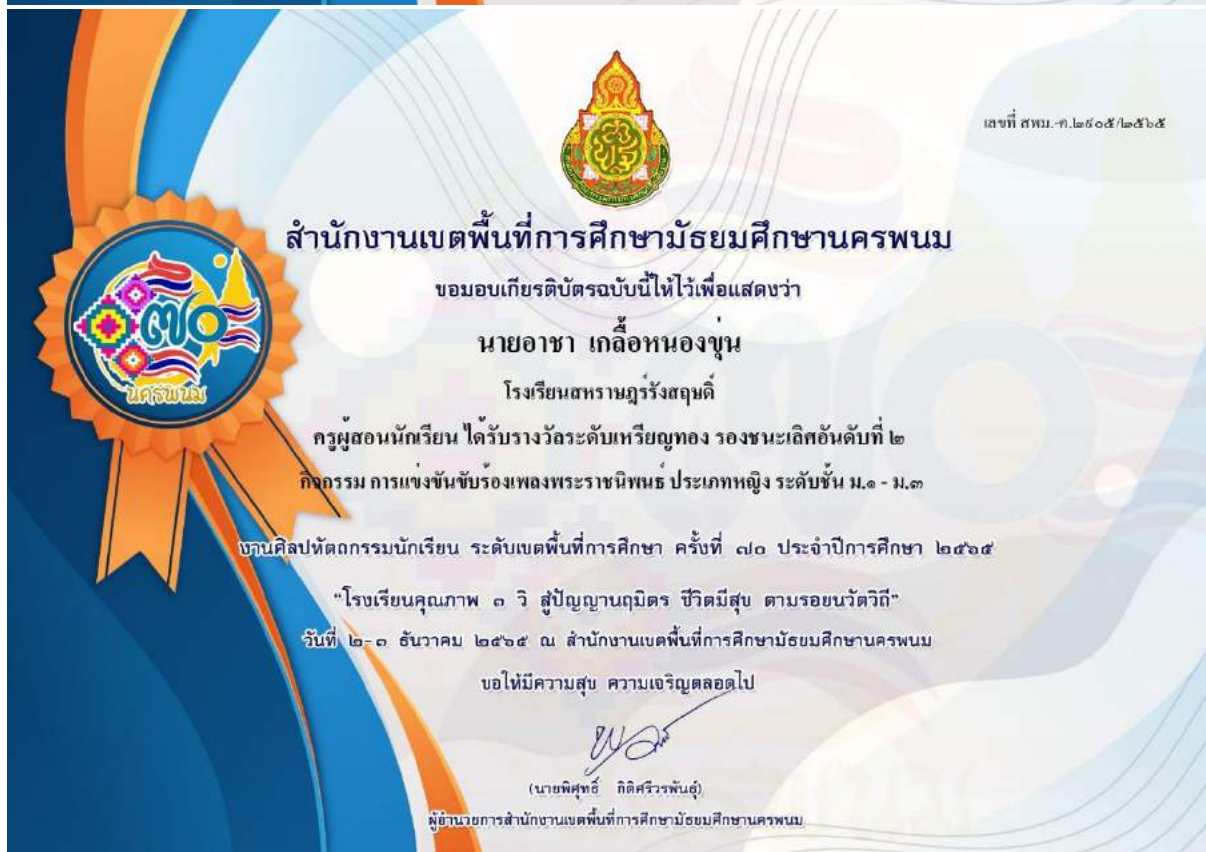 เลขที่ สพม.-ค.๒๙๐๕/๒๕๖๕
สำนักงานเขตพื้นที่การศึกษามัธยมศึกษานครพนม
ขอมอบเกียรติบัตรฉบับนี้ให้ไว้เพื่อแสดงว่า
นายอาชา เกลื้อหนองขุ่น
โรงเรียนสหราษฎร์รังสฤษดิ์
ครูผู้สอนนักเรียน ได้รับรางวัลระดับเหรียญทอง รองชนะเลิศอันดับที่ ๒
กิจกรรม การแข่งขันขับร้องเพลงพระราชนิพนธ์ ประเภทหญิง ระดับชั้น ม.๑ - ม.๓
งานศิลปหัตถกรรมนักเรียน ระดับเขตพื้นที่การศึกษา ครั้งที่ ๗๐ ประจำปีการศึกษา ๒๕๖๕
"โรงเรียนคุณภาพ ๓ วิ สู่ปัญญานฤมิตร ชีวิตมีสุข ตามรอยนวัตวิถี"
วันที่ ๒-๓ ธันวาคม ๒๕๖๕ ณ สำนักงานเขตพื้นที่การศึกษามัธยมศึกษานครพนม
ขอให้มีความสุข ความเจริญตลอดไป
(นายพิศุทธิ์ กิติศรีวรพันธุ์)
ผู้อำนวยการสำนักงานเขตพื้นที่การศึกษามัธยมศึกษานครพนม
๗๐
นครพนม